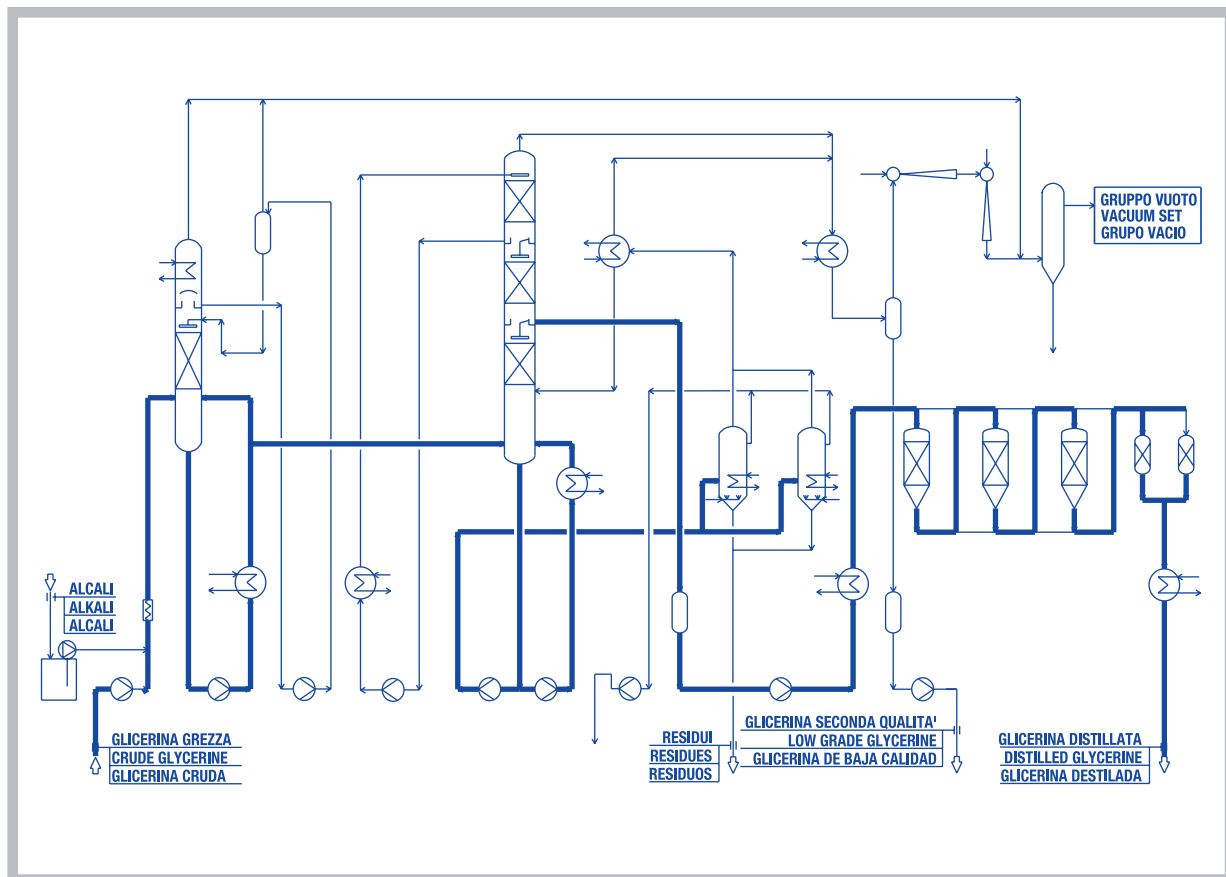 GRUPPO VUOTO
VACUUM SET
GRUPO VACIO
ALCALI
ALKALI
ALCALI
GLICERINA GREZZA
CRUDE GLYCERINE
GLICERINA CRUDA
RESIDUI
RESIDUES
RESIDUOS
GLICERINA SECONDA QUALITA'
LOW GRADE GLYCERINE
GLICERINA DE BAJA CALIDAD
GLICERINA DISTILLATA
DISTILLED GLYCERINE
GLICERINA DESTILADA